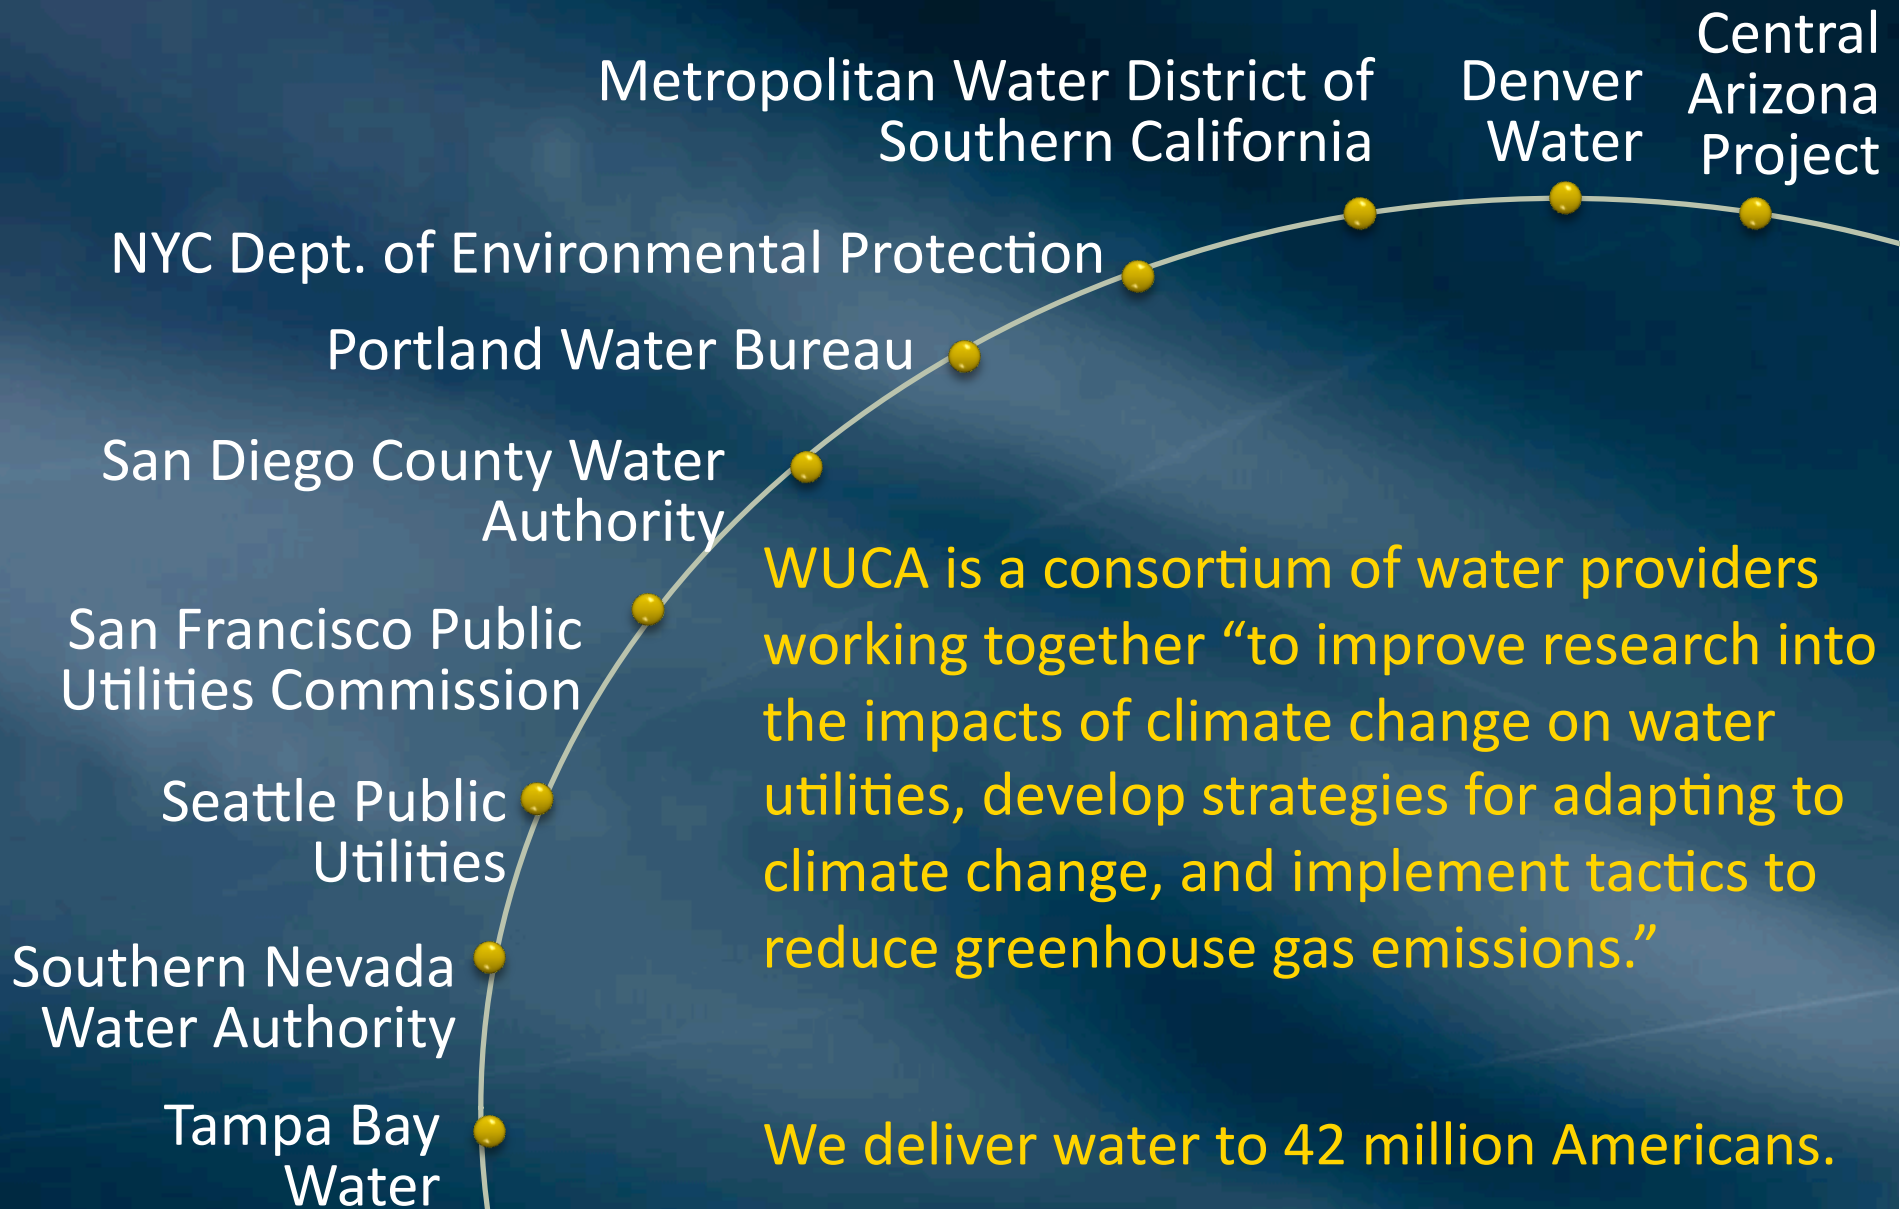 Central
Arizona
Project
Denver
Water
Metropolitan Water District of
Southern California
NYC Dept. of Environmental Protection
Portland Water Bureau
San Diego County Water
Authority
San Francisco Public
Utilities Commission
Seattle Public
Utilities
Southern Nevada
Water Authority
Tampa Bay
Water
WUCA is a consortium of water providers
working together “to improve research into
the impacts of climate change on water
utilities, develop strategies for adapting to
climate change, and implement tactics to
reduce greenhouse gas emissions.”
We deliver water to 42 million Americans.